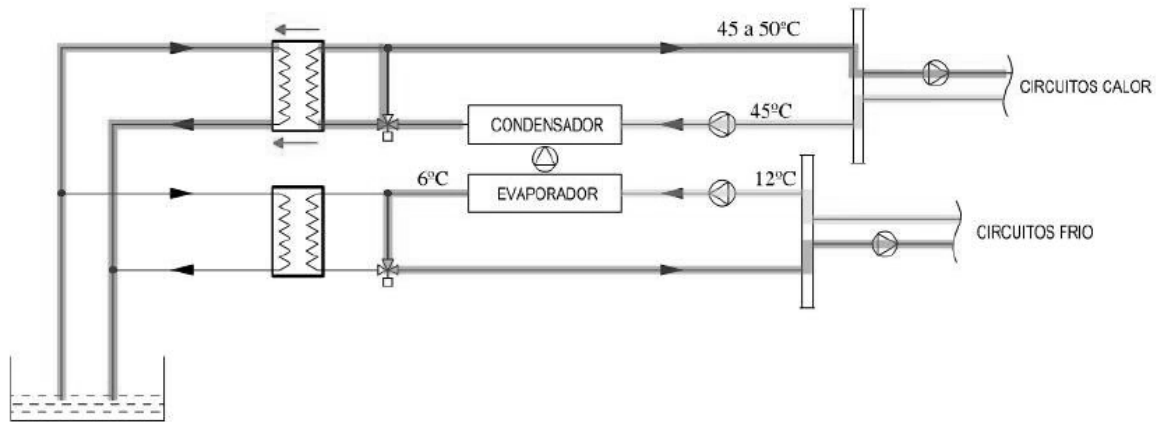 45 a 50ºC
CIRCUITOS CALOR
CONDENSADOR
45ºC
6ºC
EVAPORADOR
12ºC
CIRCUITOS FRIO